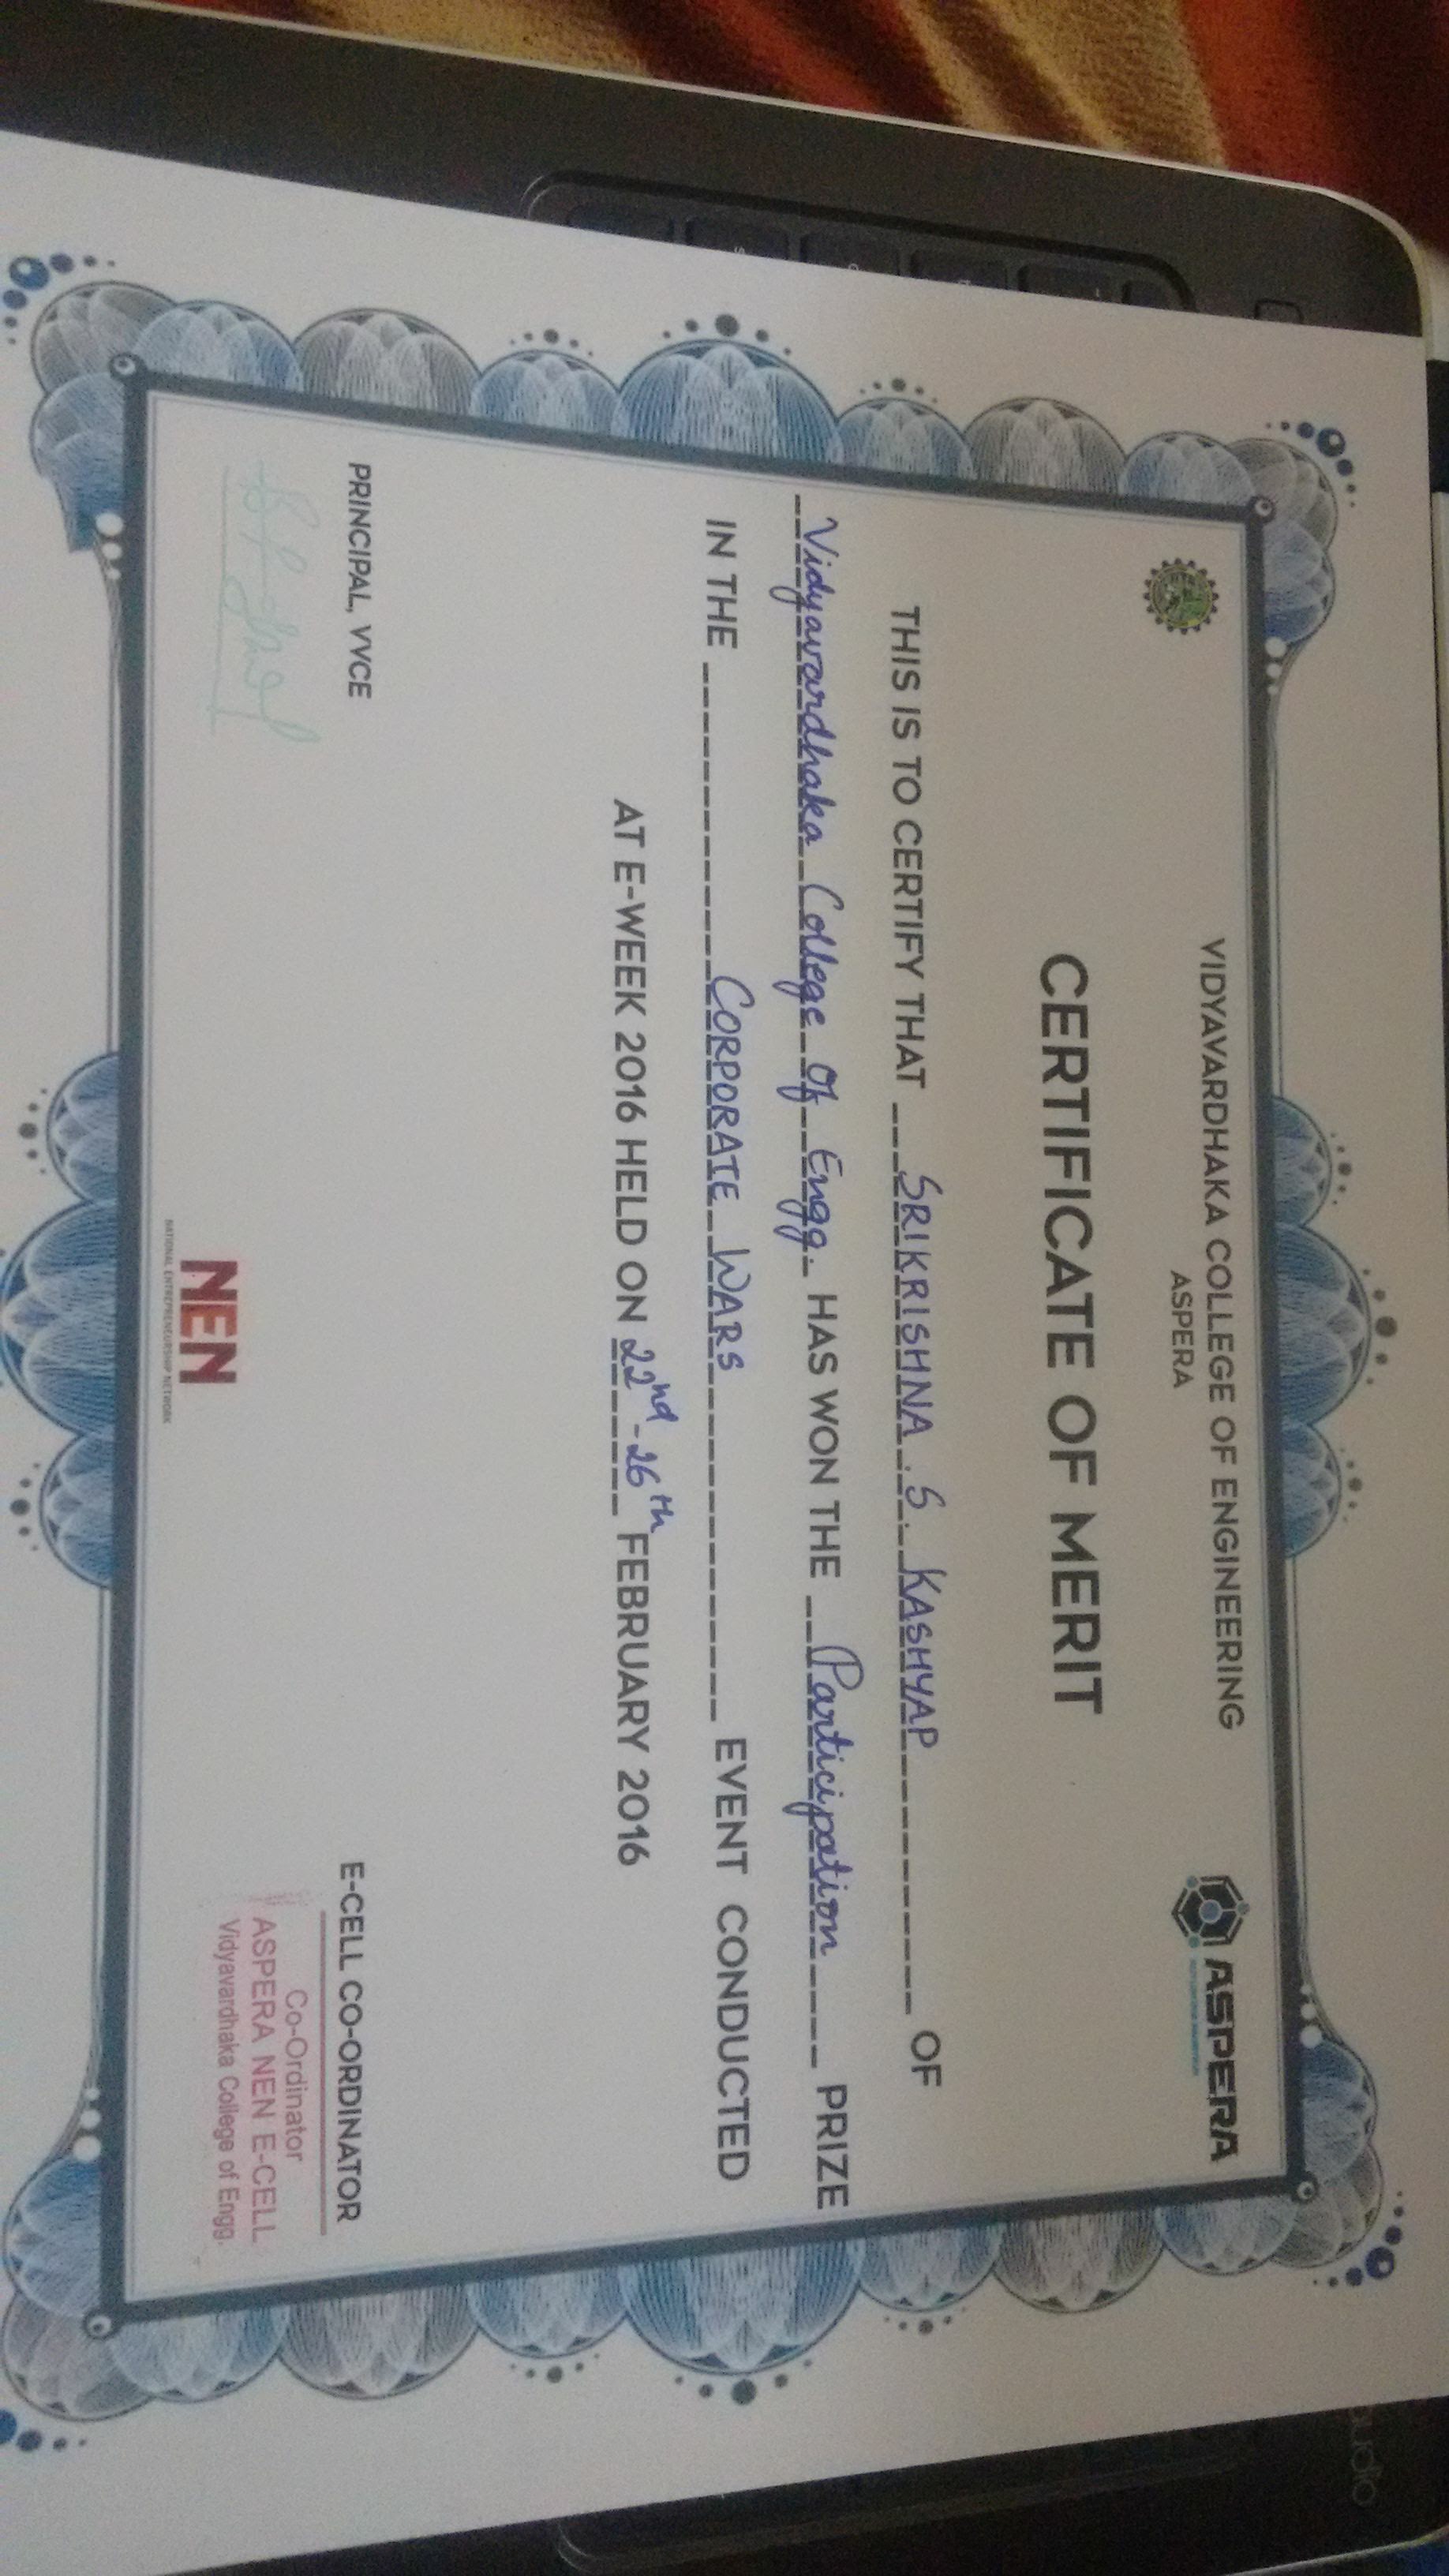 VIDYAVARDHAKA COLLEGE OF ENGINEERING
ASPERA
ASPERA
CERTIFICATE OF MERIT
THIS IS TO CERTIFY THAT SRIKRISHNA . S. KASHYAP OF
Vidyavardhaka College Of Engg. HAS WON THE Participation PRIZE
IN THE CORPORATE WARS EVENT CONDUCTED
AT E-WEEK 2016 HELD ON 22nd - 26th FEBRUARY 2016
PRINCIPAL, VVCE
E-CELL CO-ORDINATOR
Co-Ordinator
ASPERA NEN E-CELL
Vidyavardhaka College of Engg.
NEN
NATIONAL ENTREPRENEURSHIP NETWORK